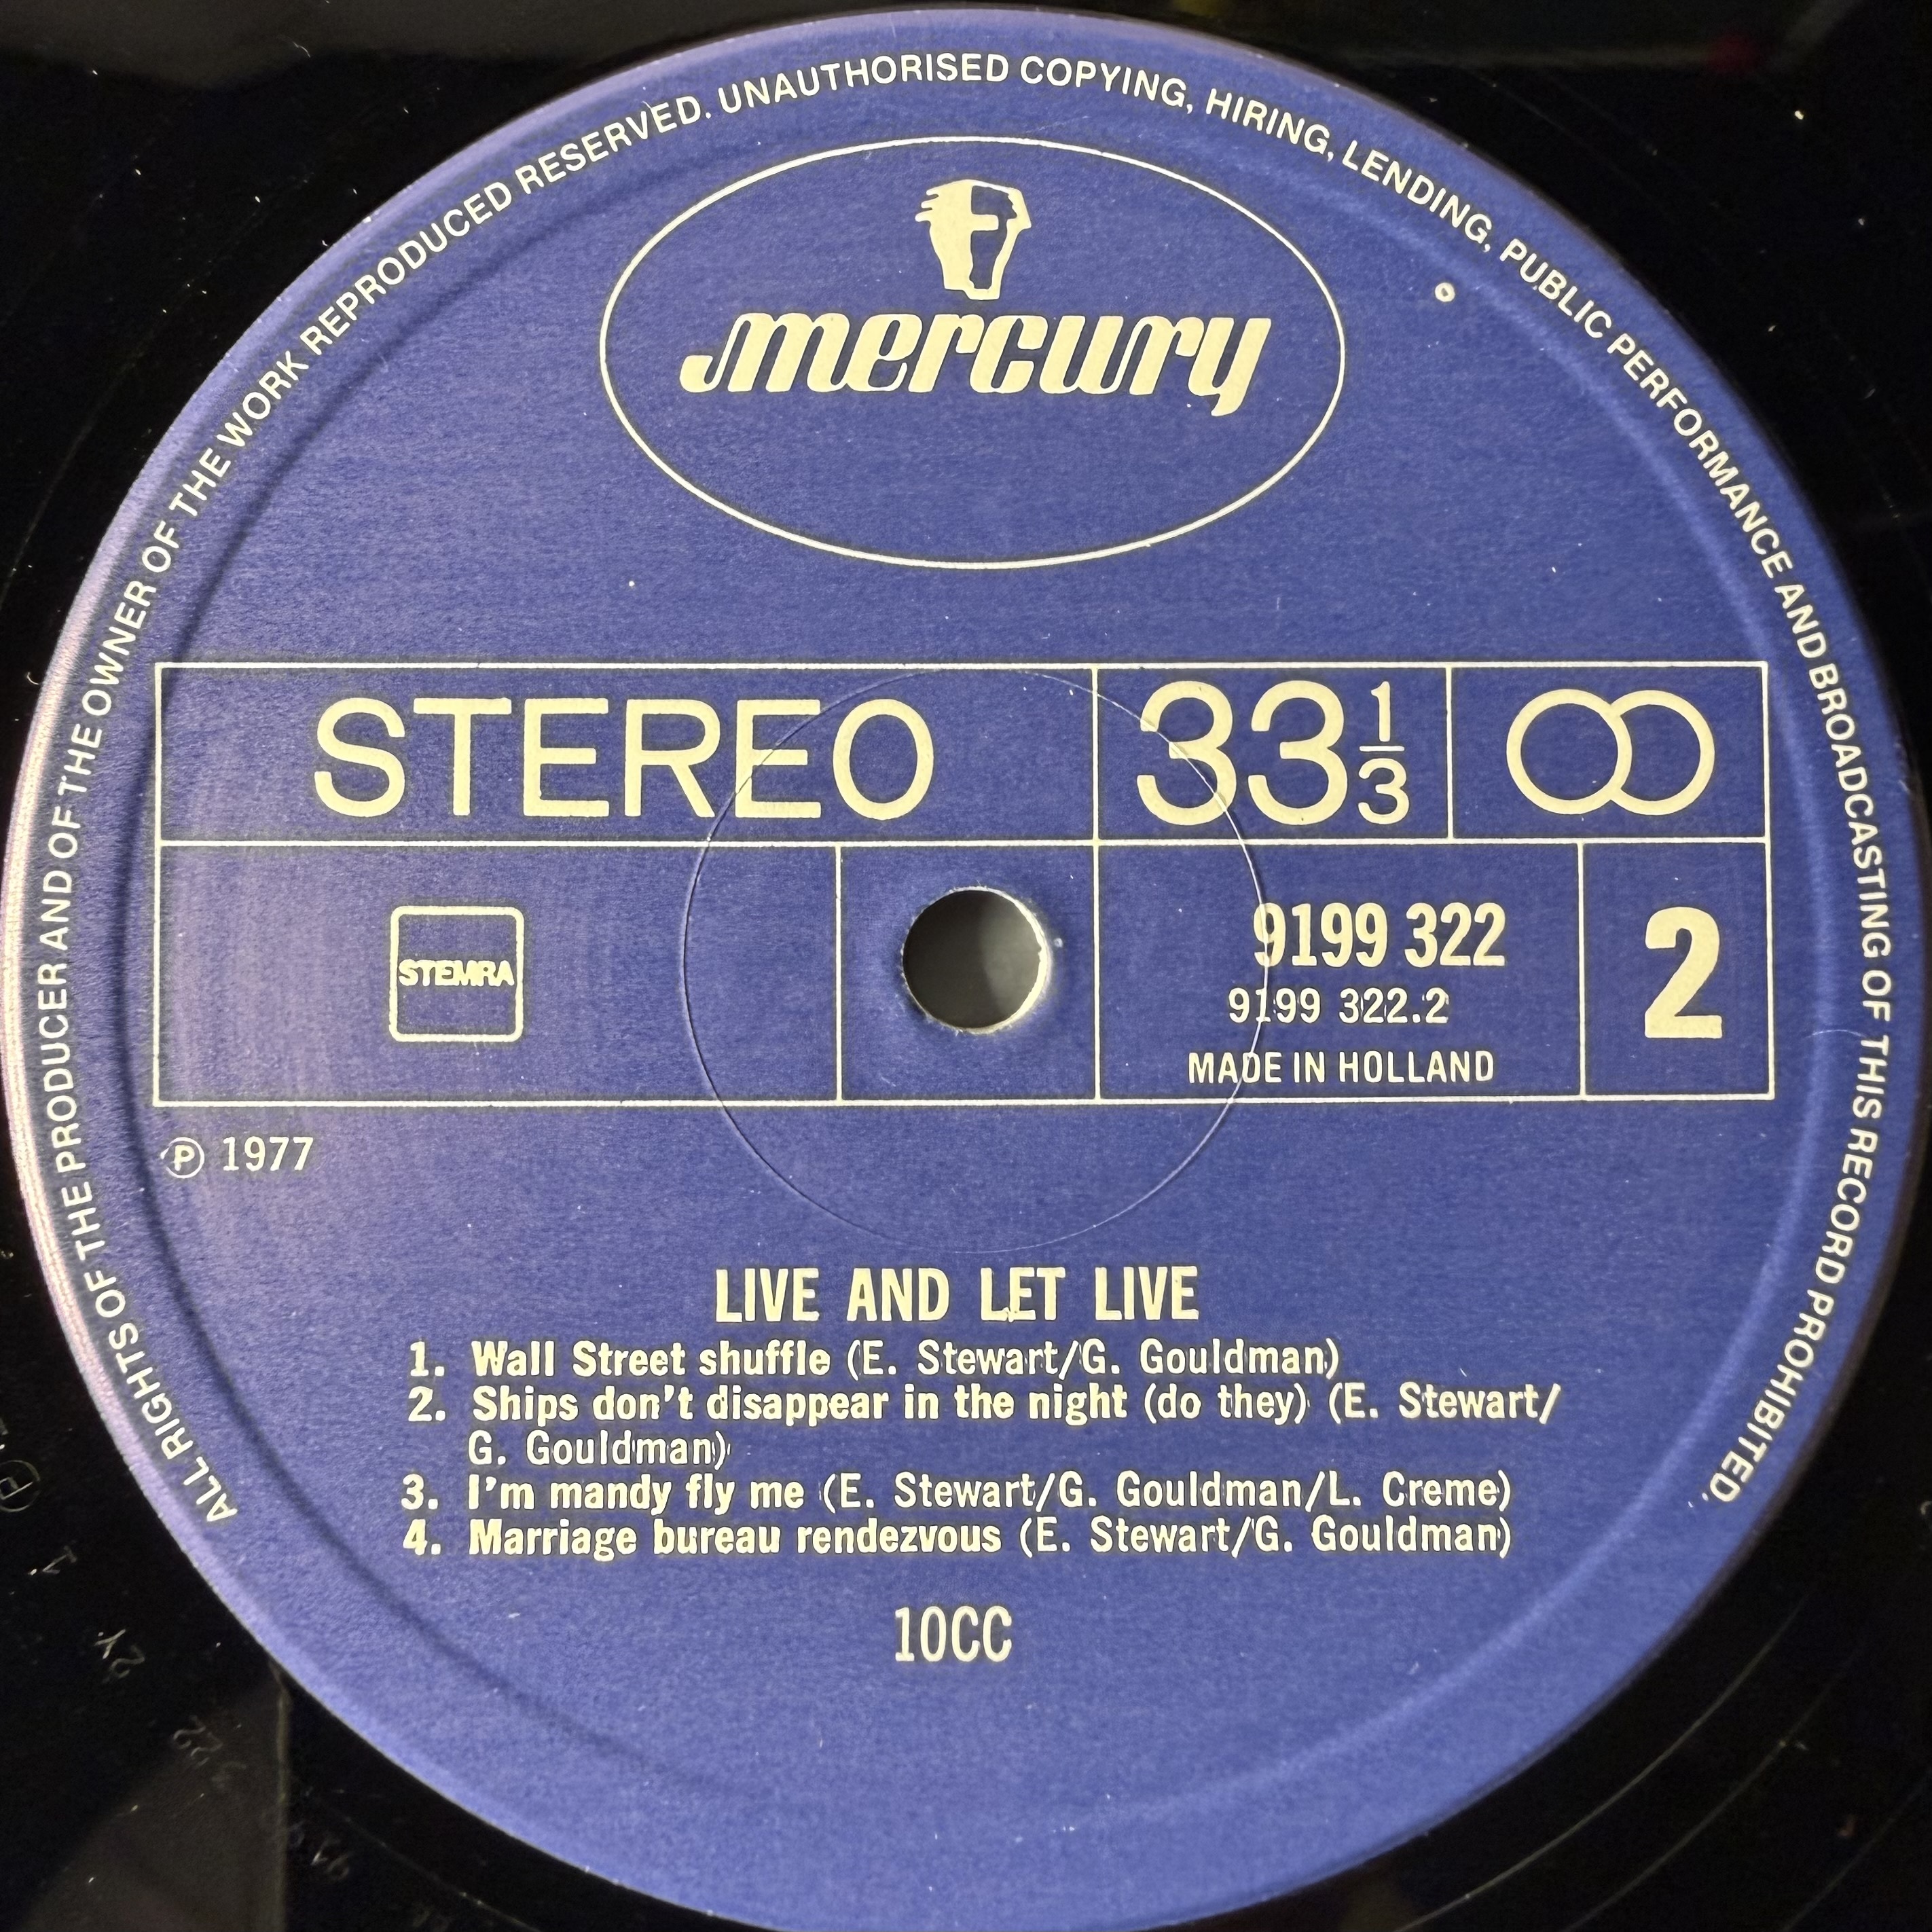 ALL RIGHTS OF THE PRODUCER AND OF THE OWNER OF THE WORK REPRODUCED RESERVED. UNAUTHORISED COPYING, HIRING, LENDING, PUBLIC PERFORMANCE AND BROADCASTING OF THIS RECORD PROHIBITED.
mercury
STEREO 33 1/3
STEMRA
9199 322
9199 322.2
MADE IN HOLLAND
2
℗ 1977
LIVE AND LET LIVE
1. Wall Street shuffle (E. Stewart/G. Gouldman)
2. Ships don't disappear in the night (do they) (E. Stewart/
G. Gouldman)
3. I'm mandy fly me (E. Stewart/G. Gouldman/L. Creme)
4. Marriage bureau rendezvous (E. Stewart/G. Gouldman)
10CC